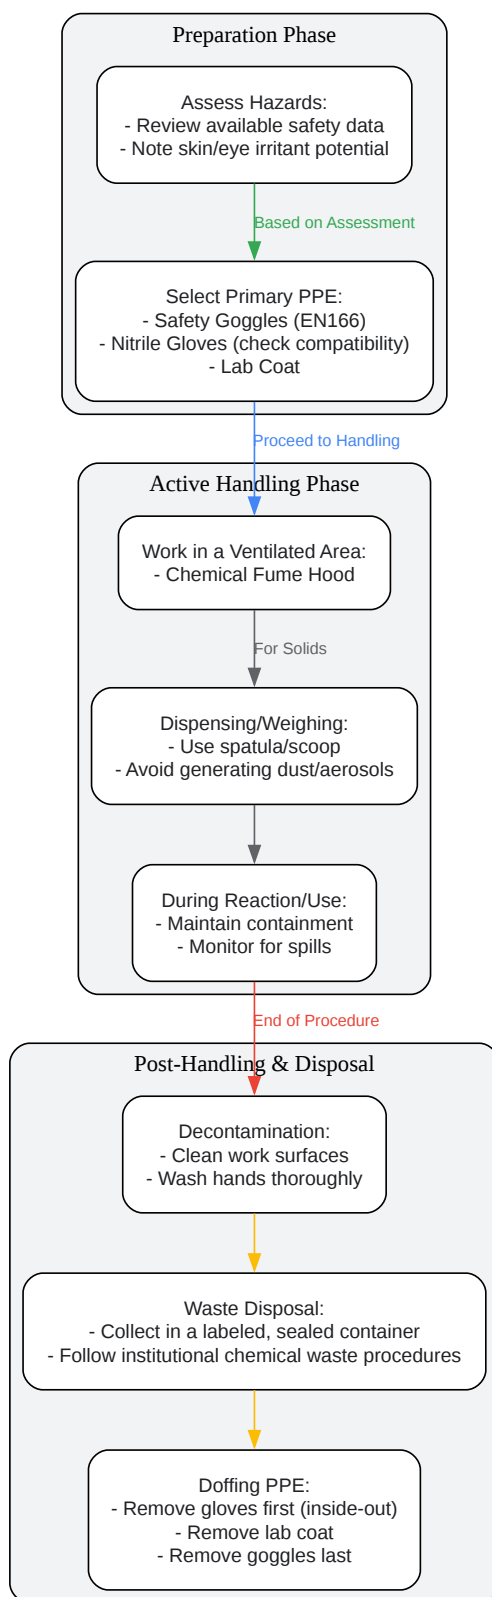 Preparation Phase
Assess Hazards:
- Review available safety data
- Note skin/eye irritant potential
Based on Assessment
Select Primary PPE:
- Safety Goggles (EN166)
- Nitrile Gloves (check compatibility)
- Lab Coat
Proceed to Handling
Active Handling Phase
Work in a Ventilated Area:
- Chemical Fume Hood
For Solids
Dispensing/Weighing:
- Use spatula/scoop
- Avoid generating dust/aerosols
During Reaction/Use:
- Maintain containment
- Monitor for spills
End of Procedure
Post-Handling & Disposal
Decontamination:
- Clean work surfaces
- Wash hands thoroughly
Waste Disposal:
- Collect in a labeled, sealed container
- Follow institutional chemical waste procedures
Doffing PPE:
- Remove gloves first (inside-out)
- Remove lab coat
- Remove goggles last